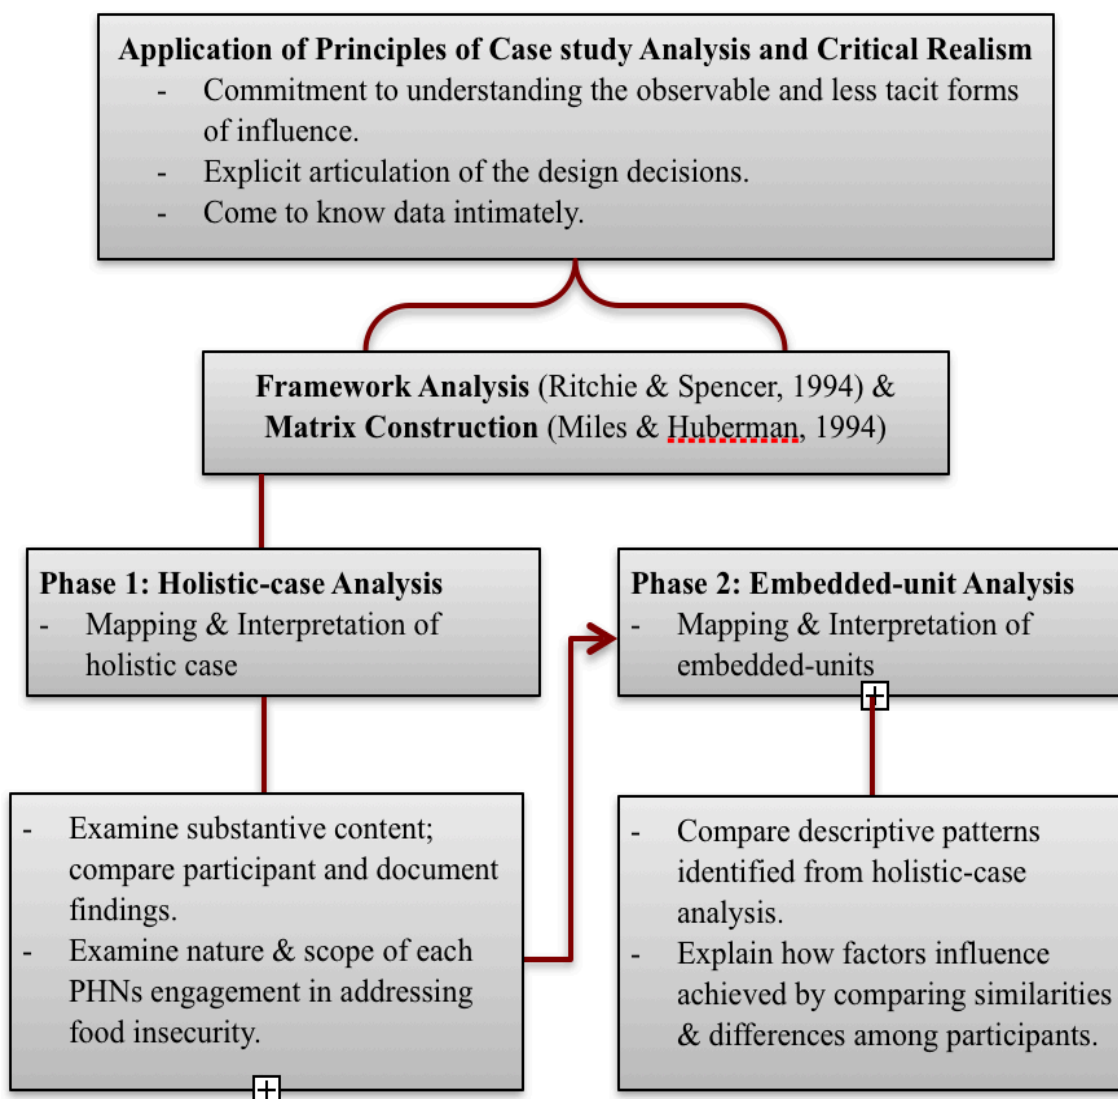 Application of Principles of Case study Analysis and Critical Realism
- Commitment to understanding the observable and less tacit forms
of influence.
- Explicit articulation of the design decisions.
- Come to know data intimately.
Framework Analysis (Ritchie & Spencer, 1994) &
Matrix Construction (Miles & Huberman, 1994)
Phase 1: Holistic-case Analysis
- Mapping & Interpretation of
holistic case
Phase 2: Embedded-unit Analysis
- Mapping & Interpretation of
embedded-units
- Examine substantive content;
compare participant and document
findings.
- Examine nature & scope of each
PHNs engagement in addressing
food insecurity.
- Compare descriptive patterns
identified from holistic-case
analysis.
- Explain how factors influence
achieved by comparing similarities
& differences among participants.